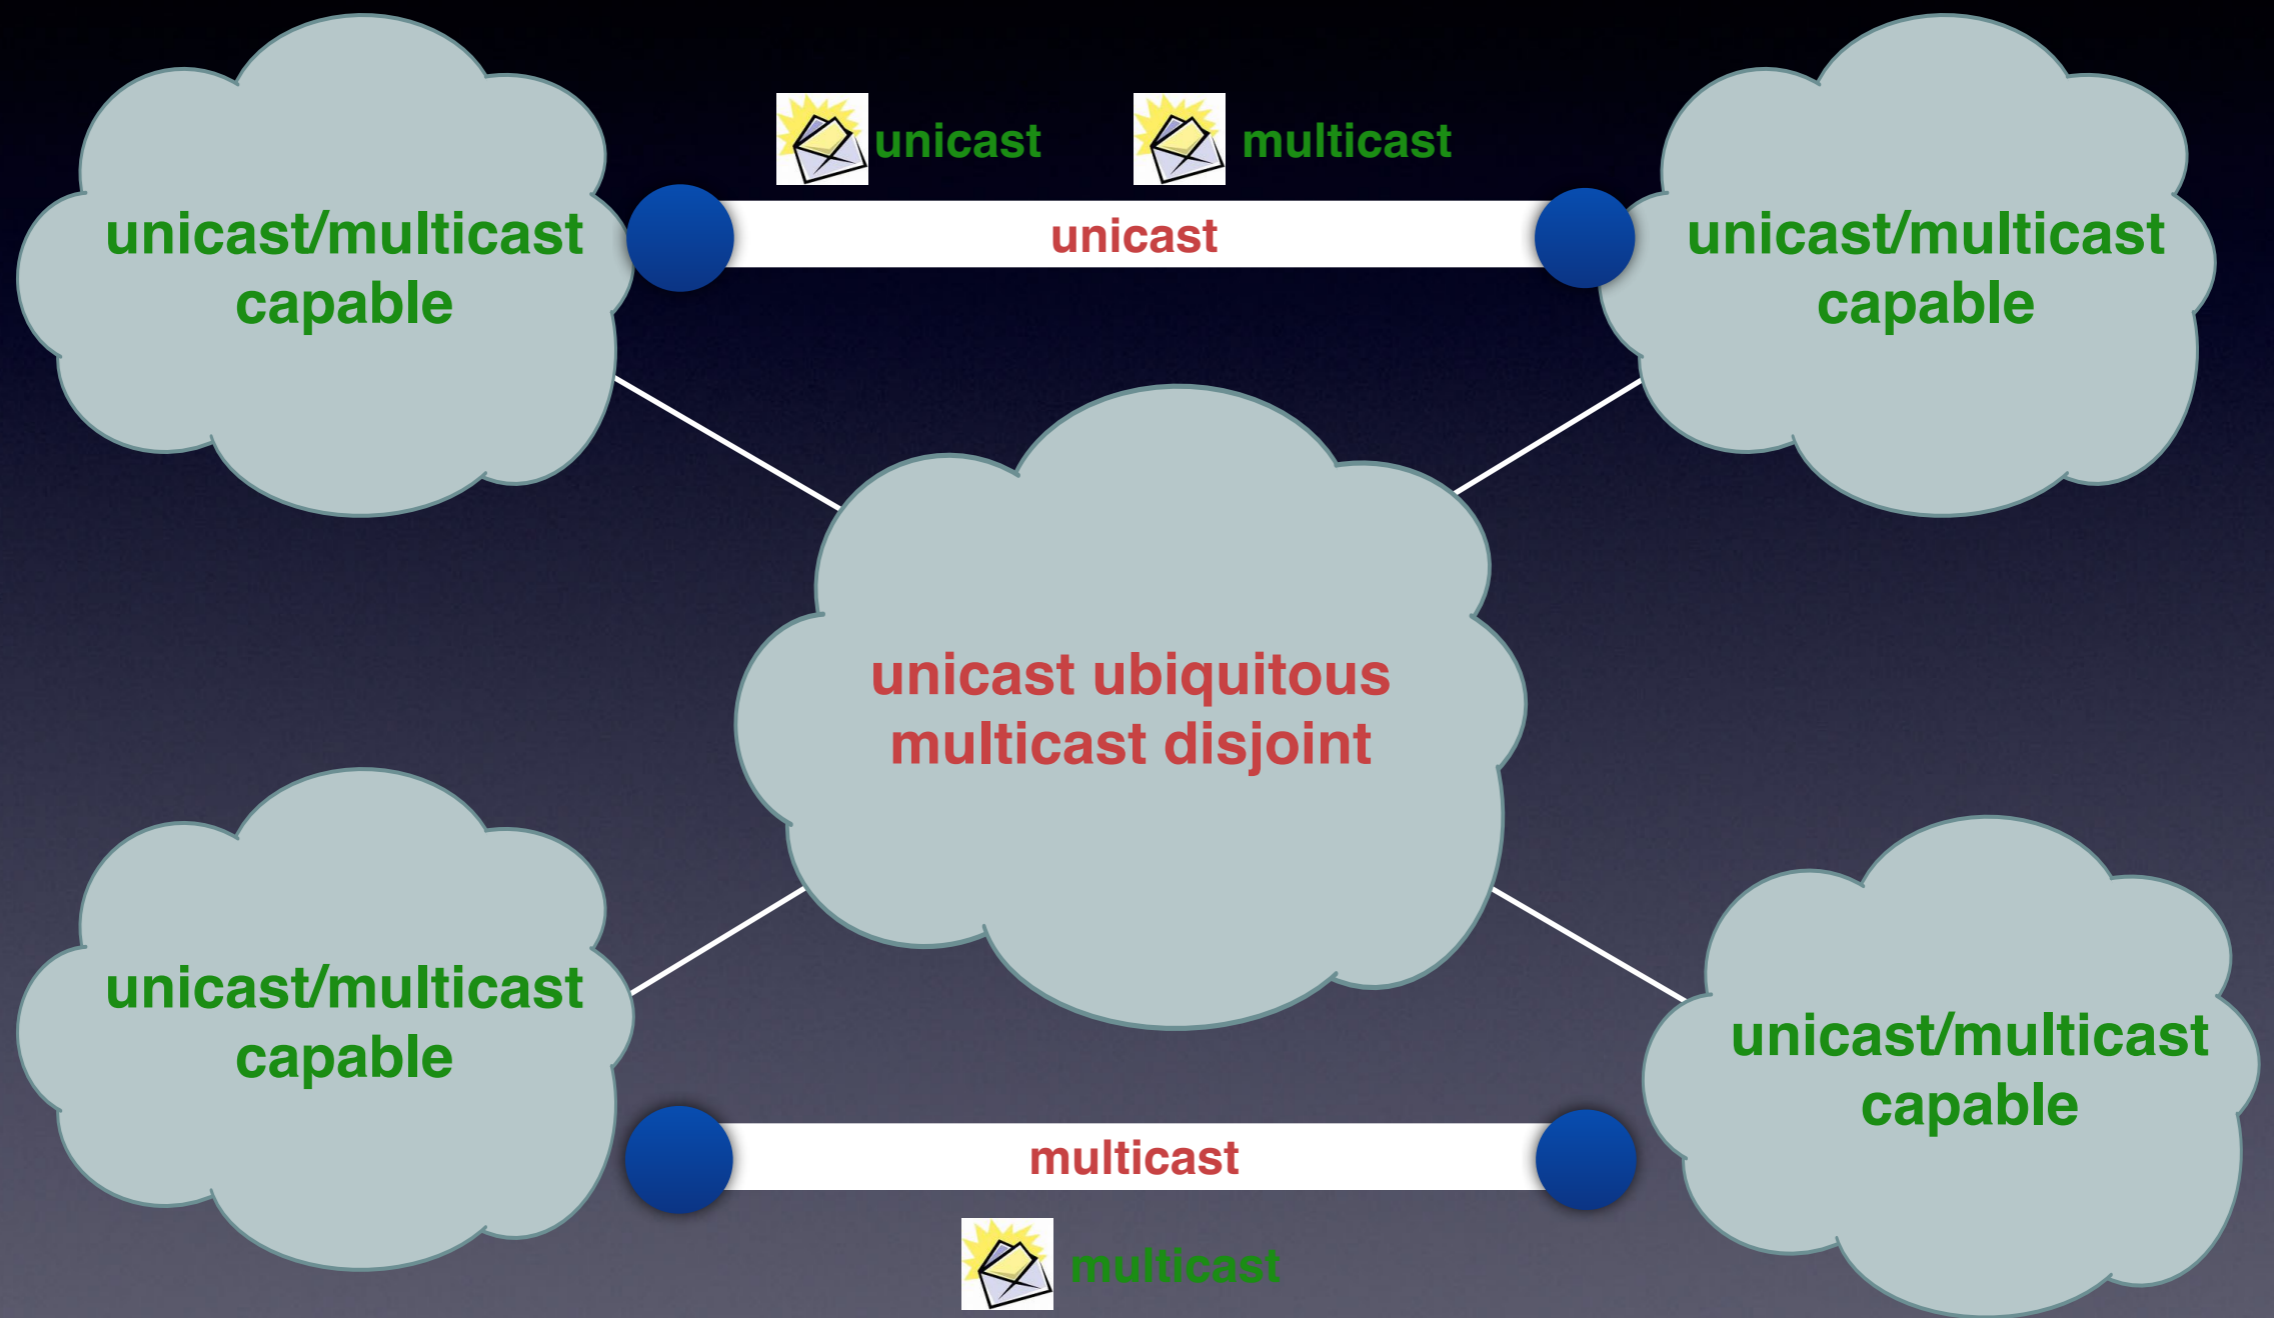 unicast
multicast
unicast/multicast
capable
unicast
unicast/multicast
capable
unicast ubiquitous
multicast disjoint
unicast/multicast
capable
unicast/multicast
capable
multicast
multicast